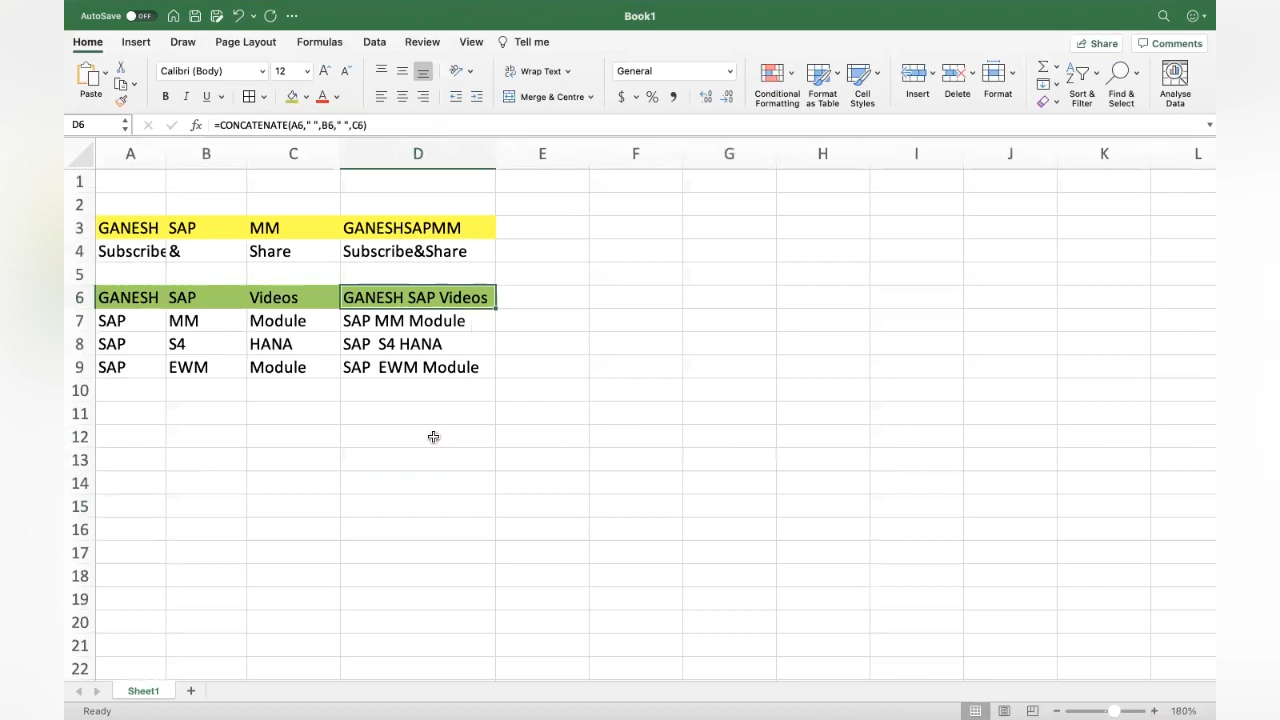 AutoSave OFF Book1
Home Insert Draw Page Layout Formulas Data Review View Tell me Share Comments
Paste Calibri (Body) 12 Wrap Text General Conditional Formatting Format as Table Cell Styles Insert Delete Format Sort & Filter Find & Select Analyse Data
B I U A Merge & Centre $ %
D6 fx =CONCATENATE(A6," ",B6," ",C6)
A B C D E F G H I J K L
1
2
3 GANESH SAP MM GANESHSAPMM
4 Subscribe & Share Subscribe&Share
5
6 GANESH SAP Videos GANESH SAP Videos
7 SAP MM Module SAP MM Module
8 SAP S4 HANA SAP  S4 HANA
9 SAP EWM Module SAP  EWM Module
10
11
12
13
14
15
16
17
18
19
20
21
22
Sheet1 +
Ready 180%